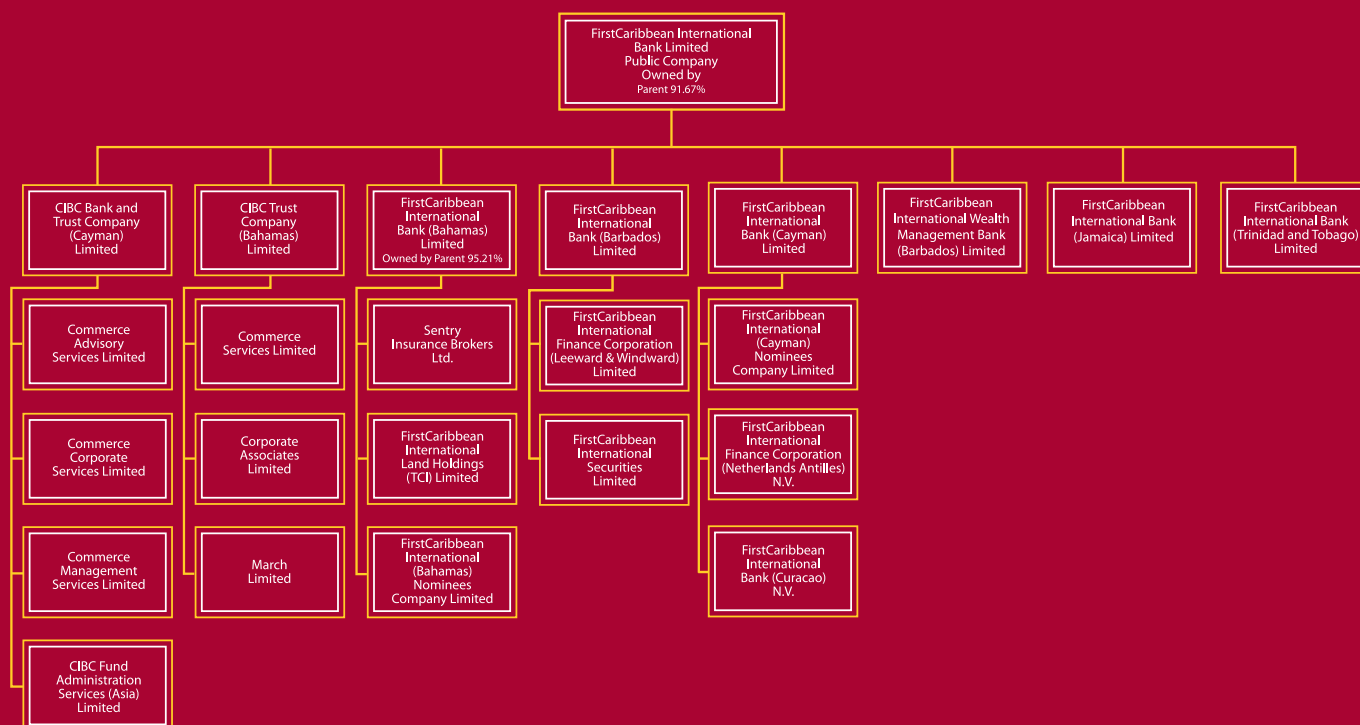 FirstCaribbean International
Bank Limited
Public Company
Owned by
Parent 91.67%
CIBC Bank and
Trust Company
(Cayman)
Limited
CIBC Trust
Company
(Bahamas)
Limited
FirstCaribbean
International
Bank (Bahamas)
Limited
Owned by Parent 95.21%
FirstCaribbean
International
Bank (Barbados)
Limited
FirstCaribbean
International
Bank (Cayman)
Limited
FirstCaribbean
International Wealth
Management Bank
(Barbados) Limited
FirstCaribbean
International Bank
(Jamaica) Limited
FirstCaribbean
International Bank
(Trinidad and Tobago)
Limited
Commerce
Advisory
Services Limited
Commerce
Services Limited
Sentry
Insurance Brokers
Ltd.
FirstCaribbean
International
Finance Corporation
(Leeward & Windward)
Limited
FirstCaribbean
International
(Cayman)
Nominees
Company Limited
Commerce
Corporate
Services Limited
Corporate
Associates
Limited
FirstCaribbean
International
Land Holdings
(TCI) Limited
FirstCaribbean
International
Securities
Limited
FirstCaribbean
International
Finance Corporation
(Netherlands Antilles)
N.V.
Commerce
Management
Services Limited
March
Limited
FirstCaribbean
International
(Bahamas)
Nominees
Company Limited
FirstCaribbean
International
Bank (Curacao)
N.V.
CIBC Fund
Administration
Services (Asia)
Limited